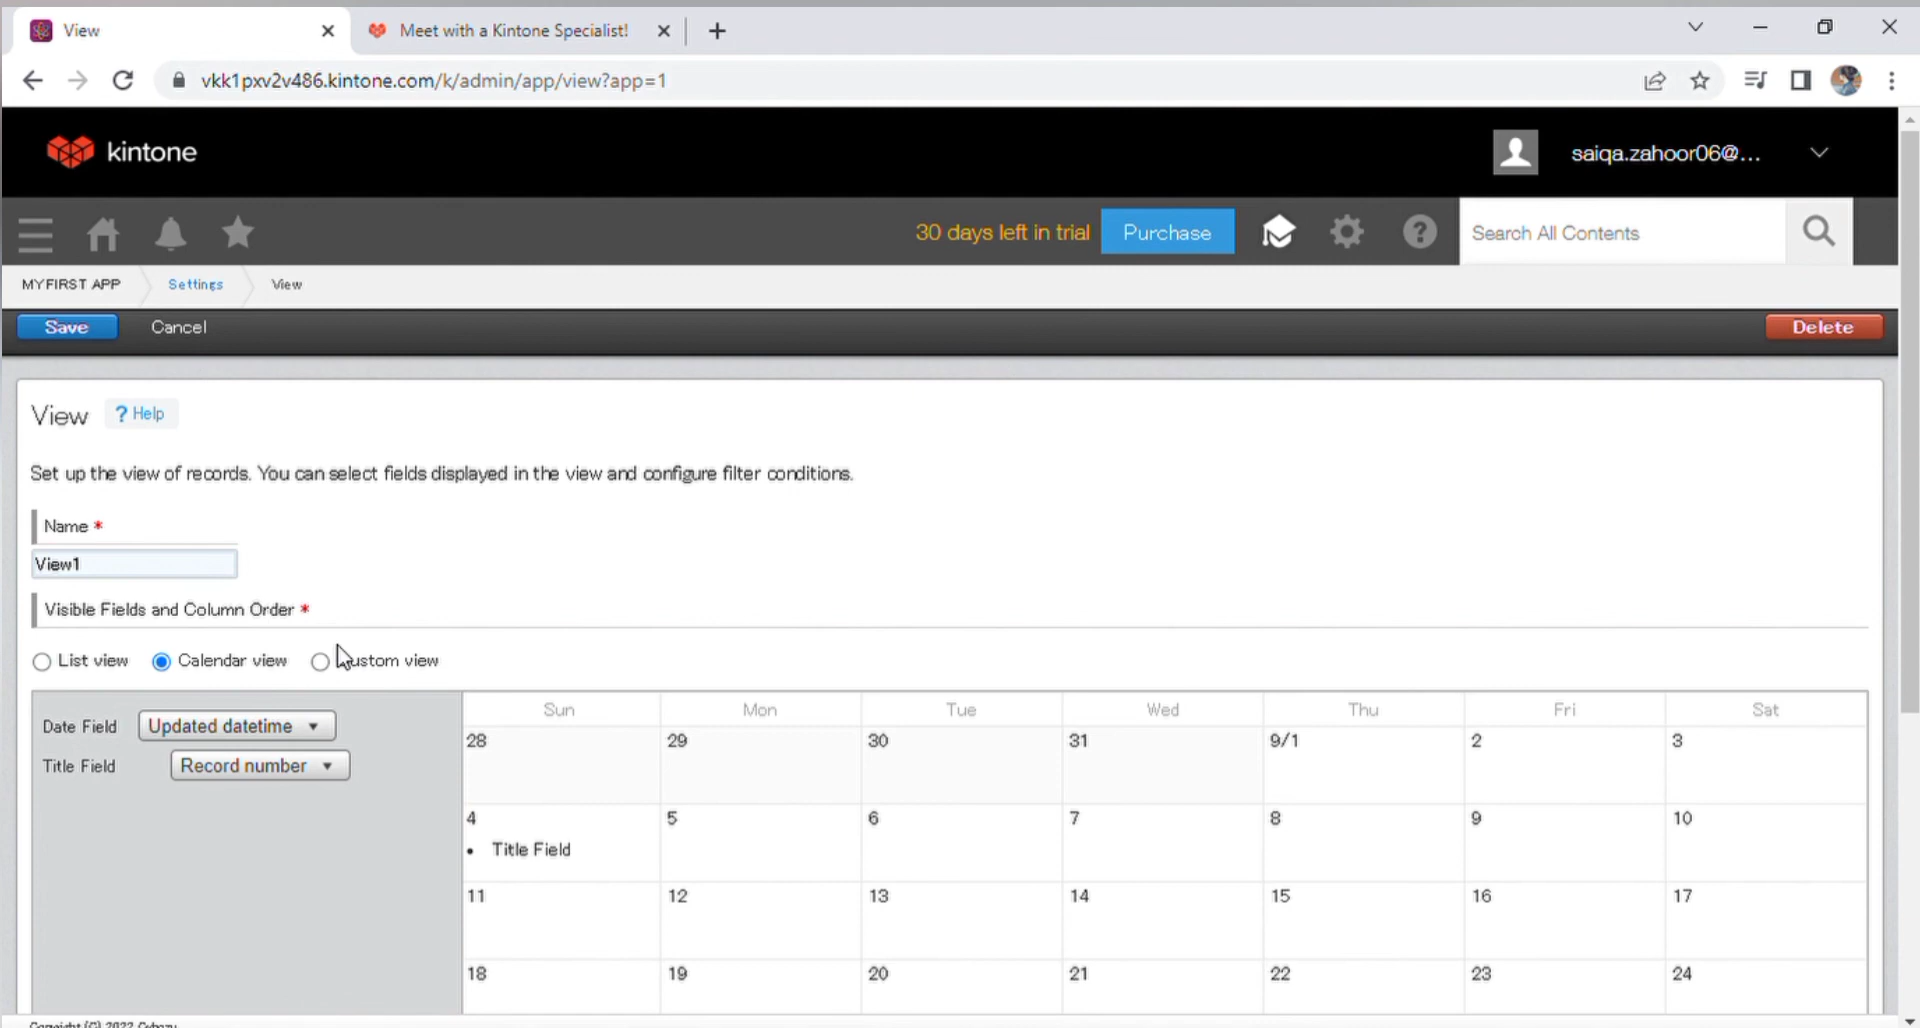 View
Meet with a Kintone Specialist!
vkk1pxv2v486.kintone.com/k/admin/app/view?app=1
kintone
saiqa.zahoor06@...
30 days left in trial
Purchase
Search All Contents
MYFIRST APP
Settings
View
Save
Cancel
Delete
View
? Help
Set up the view of records. You can select fields displayed in the view and configure filter conditions.
Name *
View1
Visible Fields and Column Order *
List view
Calendar view
Custom view
Date Field
Updated datetime
Title Field
Record number
Sun Mon Tue Wed Thu Fri Sat
28 29 30 31 9/1 2 3
4 5 6 7 8 9 10
• Title Field
11 12 13 14 15 16 17
18 19 20 21 22 23 24
Copyright (C) 2022 Cybozu